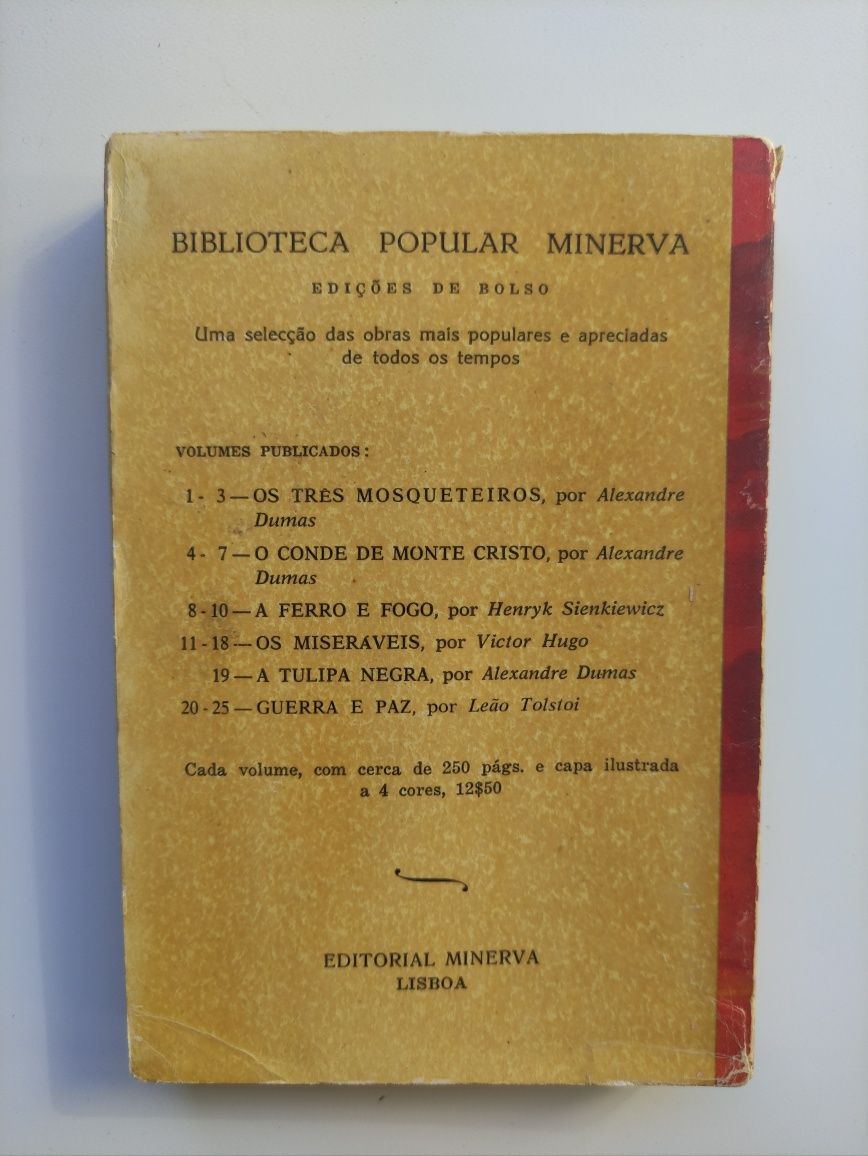 BIBLIOTECA POPULAR MINERVA
EDIÇÕES DE BOLSO
Uma selecção das obras mais populares e apreciadas
de todos os tempos
VOLUMES PUBLICADOS:
1 - 3 — OS TRÊS MOSQUETEIROS, por Alexandre
Dumas
4 - 7 — O CONDE DE MONTE CRISTO, por Alexandre
Dumas
8 - 10 — A FERRO E FOGO, por Henryk Sienkiewicz
11 - 18 — OS MISERÁVEIS, por Victor Hugo
19 — A TULIPA NEGRA, por Alexandre Dumas
20 - 25 — GUERRA E PAZ, por Leão Tolstoi
Cada volume, com cerca de 250 págs. e capa ilustrada
a 4 cores, 12$50
EDITORIAL MINERVA
LISBOA